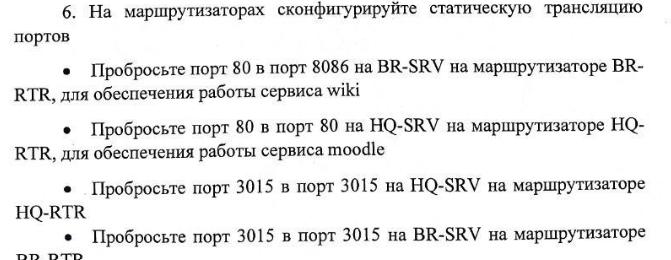 6. На маршрутизаторах сконфигурируйте статическую трансляцию
портов
• Пробросьте порт 80 в порт 8086 на BR-SRV на маршрутизаторе BR-
RTR, для обеспечения работы сервиса wiki
• Пробросьте порт 80 в порт 80 на HQ-SRV на маршрутизаторе HQ-
RTR, для обеспечения работы сервиса moodle
• Пробросьте порт 3015 в порт 3015 на HQ-SRV на маршрутизаторе
HQ-RTR
• Пробросьте порт 3015 в порт 3015 на BR-SRV на маршрутизаторе
BR-RTR